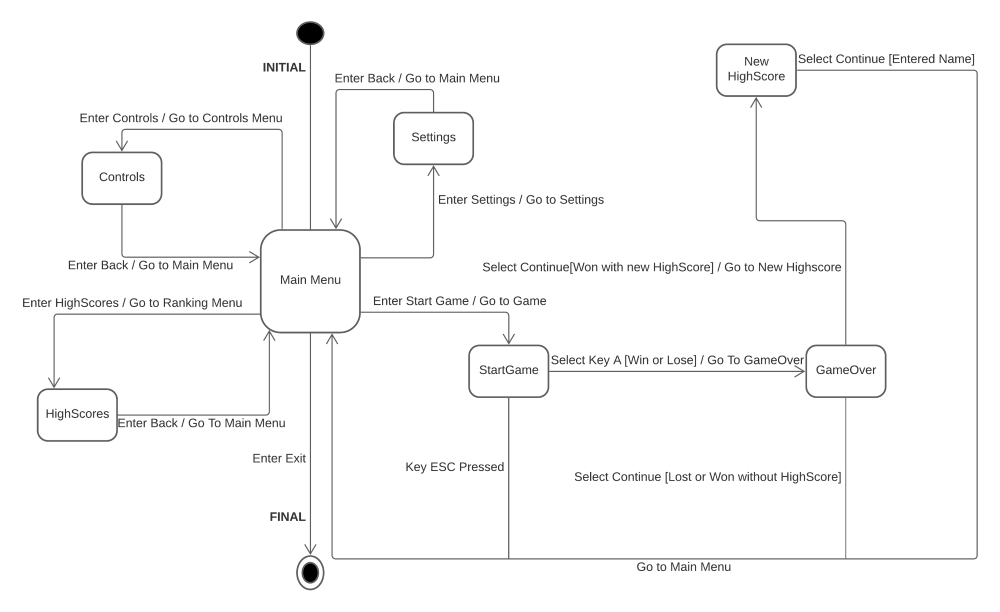 INITIAL
New
HighScore
Select Continue [Entered Name]
Enter Back / Go to Main Menu
Enter Controls / Go to Controls Menu
Settings
Controls
Enter Settings / Go to Settings
Enter Back / Go to Main Menu
Select Continue[Won with new HighScore] / Go to New Highscore
Main Menu
Enter HighScores / Go to Ranking Menu
Enter Start Game / Go to Game
Select Key A [Win or Lose] / Go To GameOver
StartGame
GameOver
HighScores
Enter Back / Go To Main Menu
Enter Exit
Key ESC Pressed
Select Continue [Lost or Won without HighScore]
FINAL
Go to Main Menu